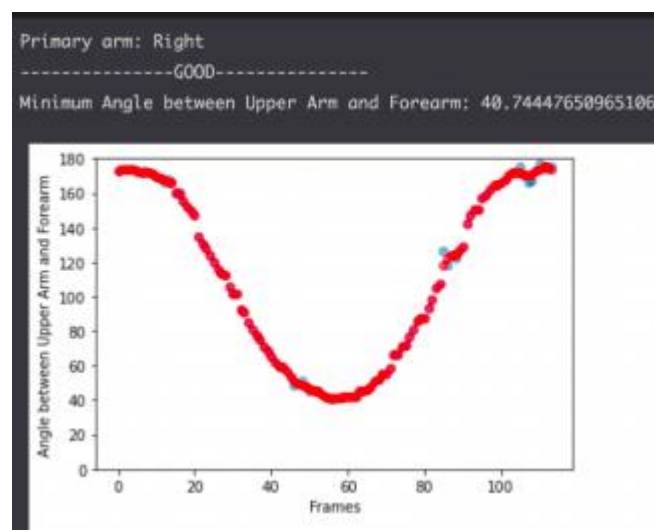 Primary arm: Right
---------------GOOD---------------
Minimum Angle between Upper Arm and Forearm: 40.74447650965106
180
160
140
120
100
80
60
40
20
0
Angle between Upper Arm and Forearm
0 20 40 60 80 100
Frames